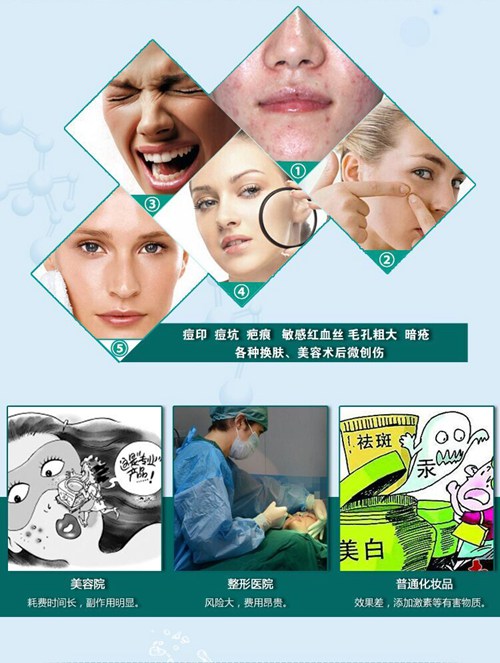 ①
②
③
④
⑤
痘印 痘坑 疤痕 敏感红血丝 毛孔粗大 暗疮
各种换肤、美容术后微创伤
这是“专业”
产品!
！祛斑
汞
美白
美容院
耗费时间长，副作用明显。
整形医院
风险大，费用昂贵。
普通化妆品
效果差，添加激素等有害物质。